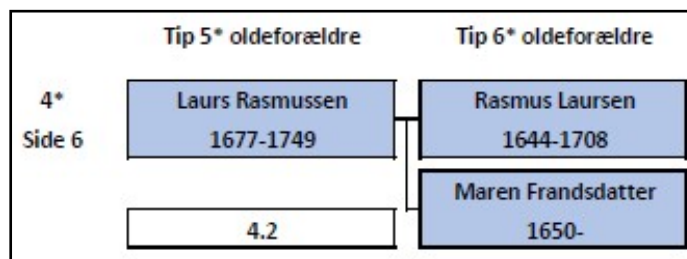 Tip 5* oldeforældre Tip 6* oldeforældre
4* Laurs Rasmussen Rasmus Laursen
Side 6 1677-1749 1644-1708
Maren Frandsdatter
4.2 1650-